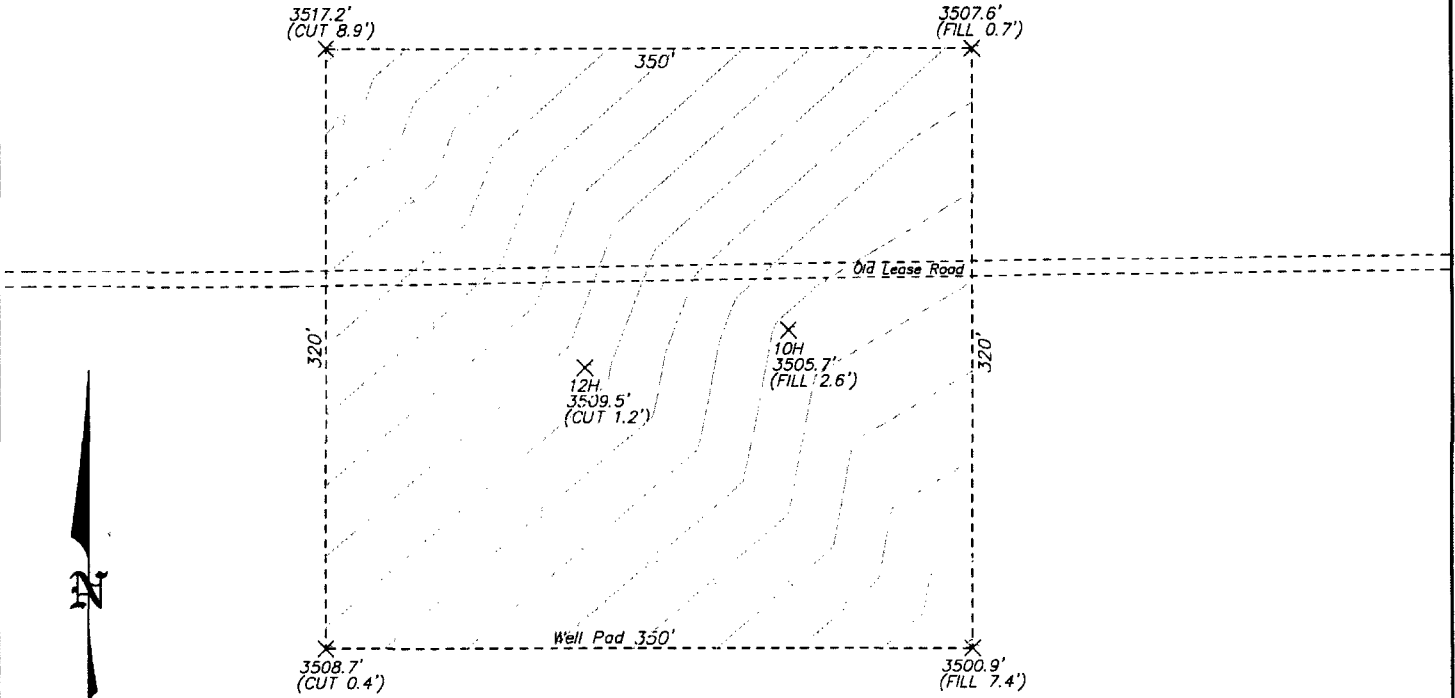 3517.2'
(CUT 8.9')
3507.6'
(FILL 0.7')
350'
Old Lease Road
320'
320'
10H
3505.7'
(FILL 2.6')
12H
3509.5'
(CUT 1.2')
N
Well Pad 350'
3508.7'
(CUT 0.4')
3500.9'
(FILL 7.4')